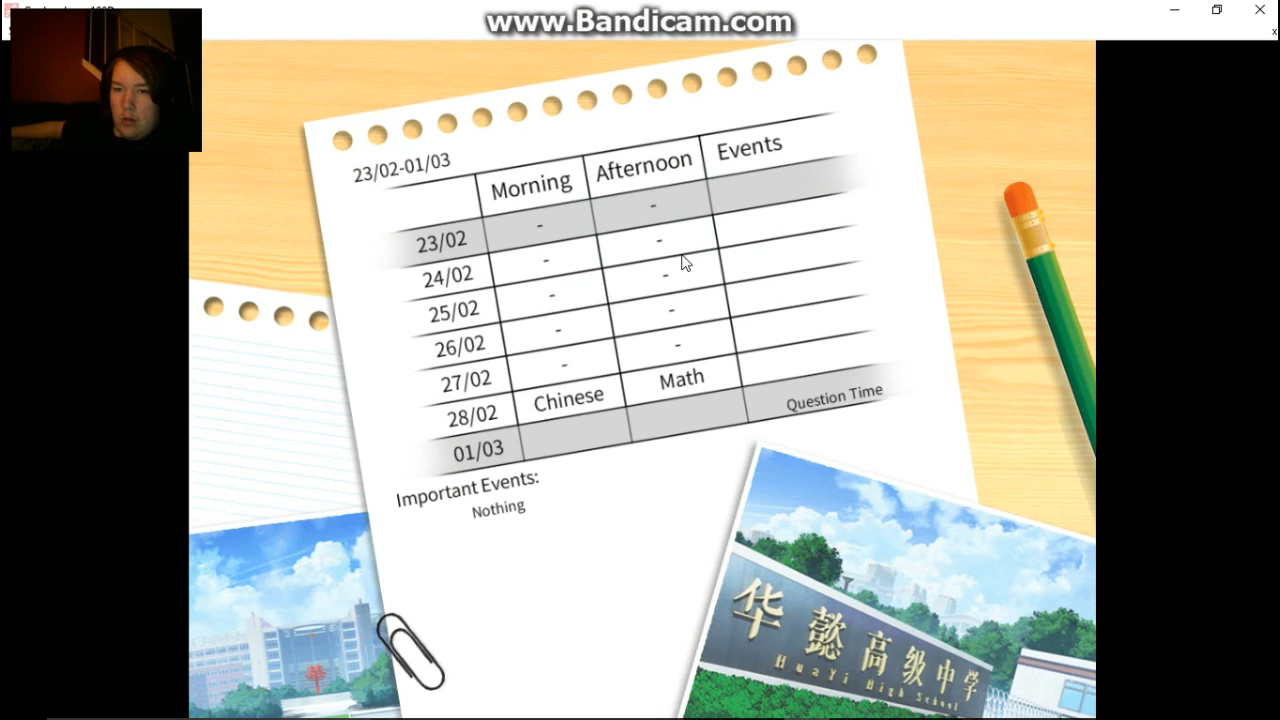 www.Bandicam.com
x
23/02-01/03
Morning Afternoon Events
23/02 - -
24/02 - -
25/02 - -
26/02 - -
27/02 - -
28/02 Chinese Math
01/03 Question Time
Important Events:
Nothing
华懿高级中学
HuaYi High School